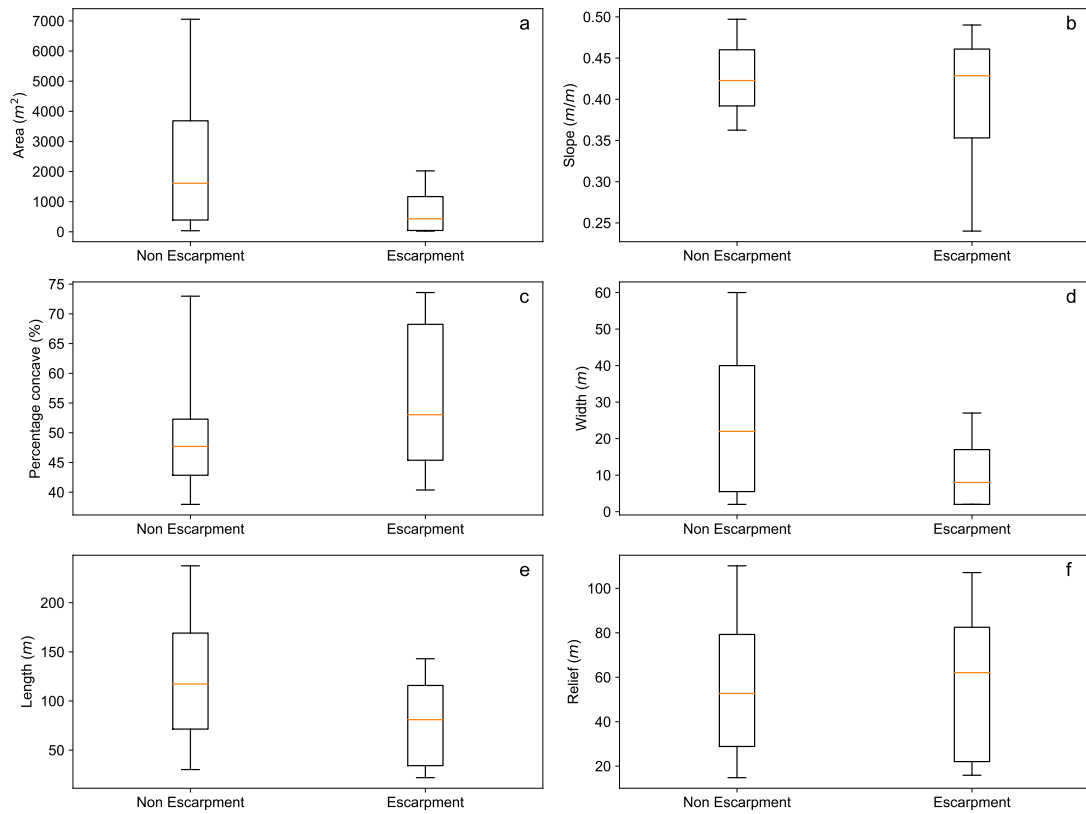 a
7000
6000
5000
4000
3000
2000
1000
0
Area (m²)
Non Escarpment Escarpment
b
0.50
0.45
0.40
0.35
0.30
0.25
Slope (m/m)
Non Escarpment Escarpment
c
75
70
65
60
55
50
45
40
Percentage concave (%)
Non Escarpment Escarpment
d
60
50
40
30
20
10
0
Width (m)
Non Escarpment Escarpment
e
200
150
100
50
Length (m)
Non Escarpment Escarpment
f
100
80
60
40
20
Relief (m)
Non Escarpment Escarpment